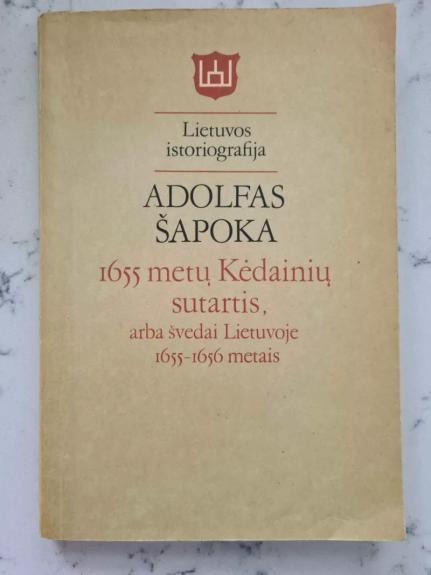 Lietuvos
istoriografija
ADOLFAS
ŠAPOKA
1655 metų Kėdainių
sutartis,
arba švedai Lietuvoje
1655-1656 metais